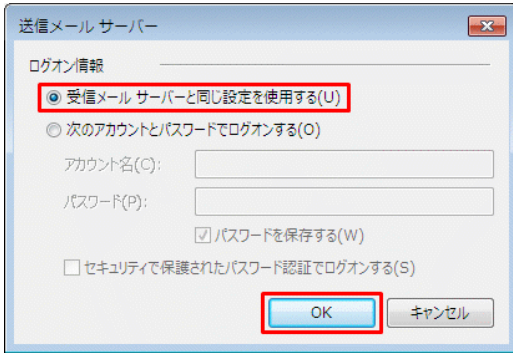 送信メール サーバー
ログオン情報
受信メール サーバーと同じ設定を使用する(U)
次のアカウントとパスワードでログオンする(O)
アカウント名(C):
パスワード(P):
パスワードを保存する(W)
セキュリティで保護されたパスワード認証でログオンする(S)
OK キャンセル